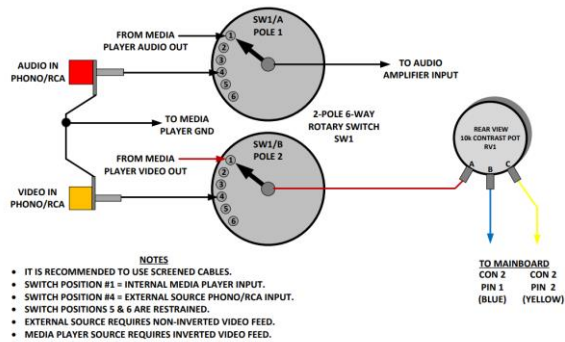 FROM MEDIA
PLAYER AUDIO OUT
SW1/A
POLE 1
1
2
3
4
5
6
AUDIO IN
PHONO/RCA
TO AUDIO
AMPLIFIER INPUT
TO MEDIA
PLAYER GND
2-POLE 6-WAY
ROTARY SWITCH
SW1
FROM MEDIA
PLAYER VIDEO OUT
SW1/B
POLE 2
1
2
3
4
5
6
VIDEO IN
PHONO/RCA
REAR VIEW
10k CONTRAST POT
RV1
A
B
C
TO MAINBOARD
CON 2 CON 2
PIN 1 PIN 2
(BLUE) (YELLOW)
NOTES
• IT IS RECOMMENDED TO USE SCREENED CABLES.
• SWITCH POSITION #1 = INTERNAL MEDIA PLAYER INPUT.
• SWITCH POSITION #4 = EXTERNAL SOURCE PHONO/RCA INPUT.
• SWITCH POSITIONS 5 & 6 ARE RESTRAINED.
• EXTERNAL SOURCE REQUIRES NON-INVERTED VIDEO FEED.
• MEDIA PLAYER SOURCE REQUIRES INVERTED VIDEO FEED.